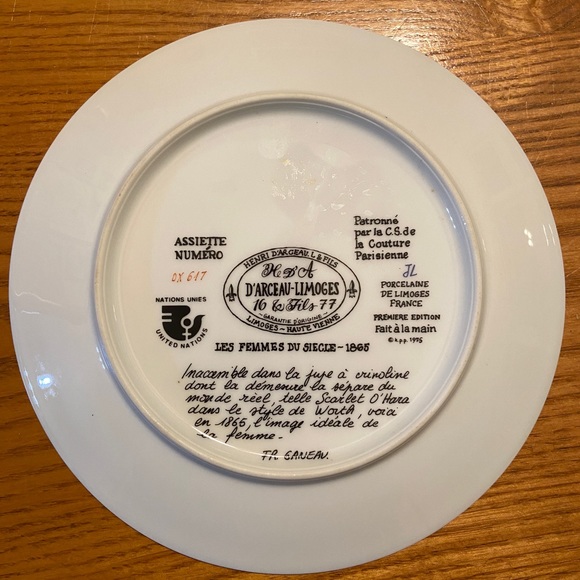 ASSIETTE
NUMÉRO
OX 617
NATIONS UNIES
UNITED NATIONS
HENRI D'ARCEAU L & FILS
H D'A
D'ARCEAU-LIMOGES
16 & Fils 77
GARANTIE D'ORIGINE
LIMOGES ~ HAUTE VIENNE
Patronné
par la C.S. de
la Couture
Parisienne
JL
PORCELAINE
DE LIMOGES
FRANCE
PREMIÈRE EDITION
Fait à la main
© h.p.p. 1976
LES FEMMES DU SIECLE - 1865
Inaccessible dans la jupe à crinoline
dont la démesure la sépare du
monde réel, telle Scarlet O'Hara
dans le style de Worth, voici
en 1865, l'image idéale de
la femme.
FR. GANEAU.